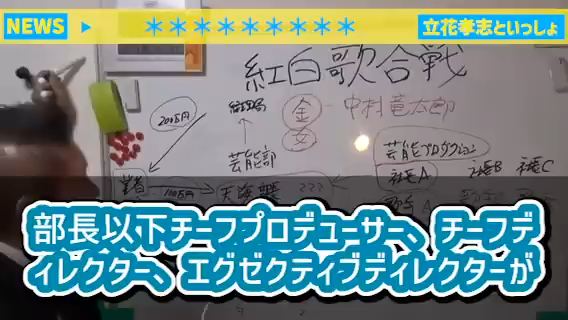 NEWS
*********
立花孝志といっしょ
紅白歌合戦
200万円
金 ー 中村竜太郎
女
芸能部
芸能プロダクション
社長A
社長B
社長C
業者
100万円
???
部長以下チーフプロデューサー、チーフデ
ィレクター、エグゼクティブディレクターが